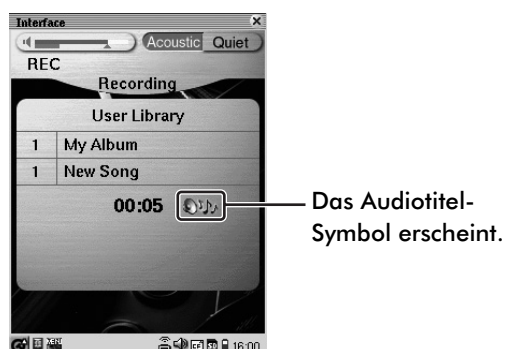 Interface ×
Acoustic Quiet
REC
Recording
User Library
1 My Album
1 New Song
00:05
Das Audiotitel-
Symbol erscheint.
16:00